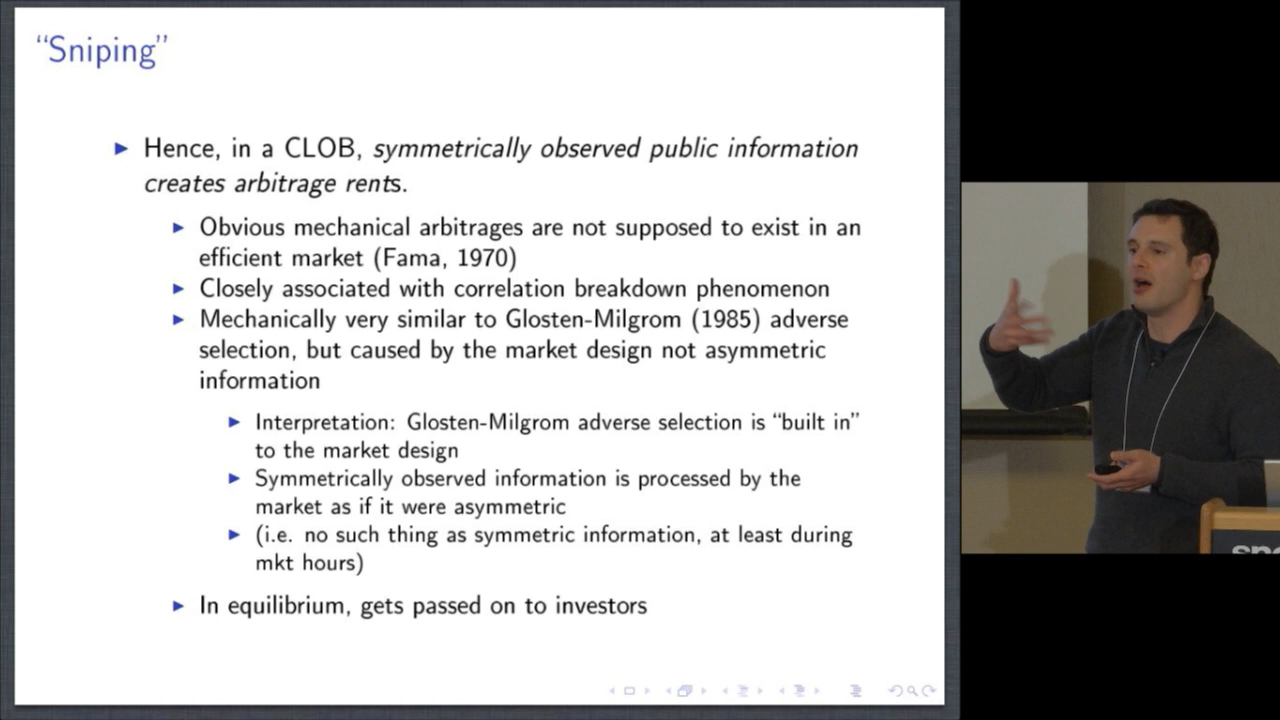 “Sniping”
Hence, in a CLOB, symmetrically observed public information
creates arbitrage rents.
Obvious mechanical arbitrages are not supposed to exist in an
efficient market (Fama, 1970)
Closely associated with correlation breakdown phenomenon
Mechanically very similar to Glosten-Milgrom (1985) adverse
selection, but caused by the market design not asymmetric
information
Interpretation: Glosten-Milgrom adverse selection is “built in”
to the market design
Symmetrically observed information is processed by the
market as if it were asymmetric
(i.e. no such thing as symmetric information, at least during
mkt hours)
In equilibrium, gets passed on to investors